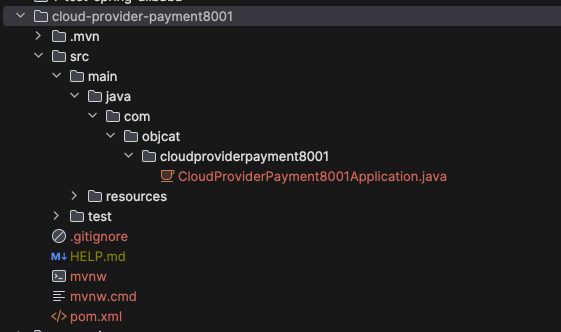 cloud-provider-payment8001
.mvn
src
main
java
com
objcat
cloudproviderpayment8001
CloudProviderPayment8001Application.java
resources
test
.gitignore
M↓ HELP.md
mvnw
mvnw.cmd
pom.xml